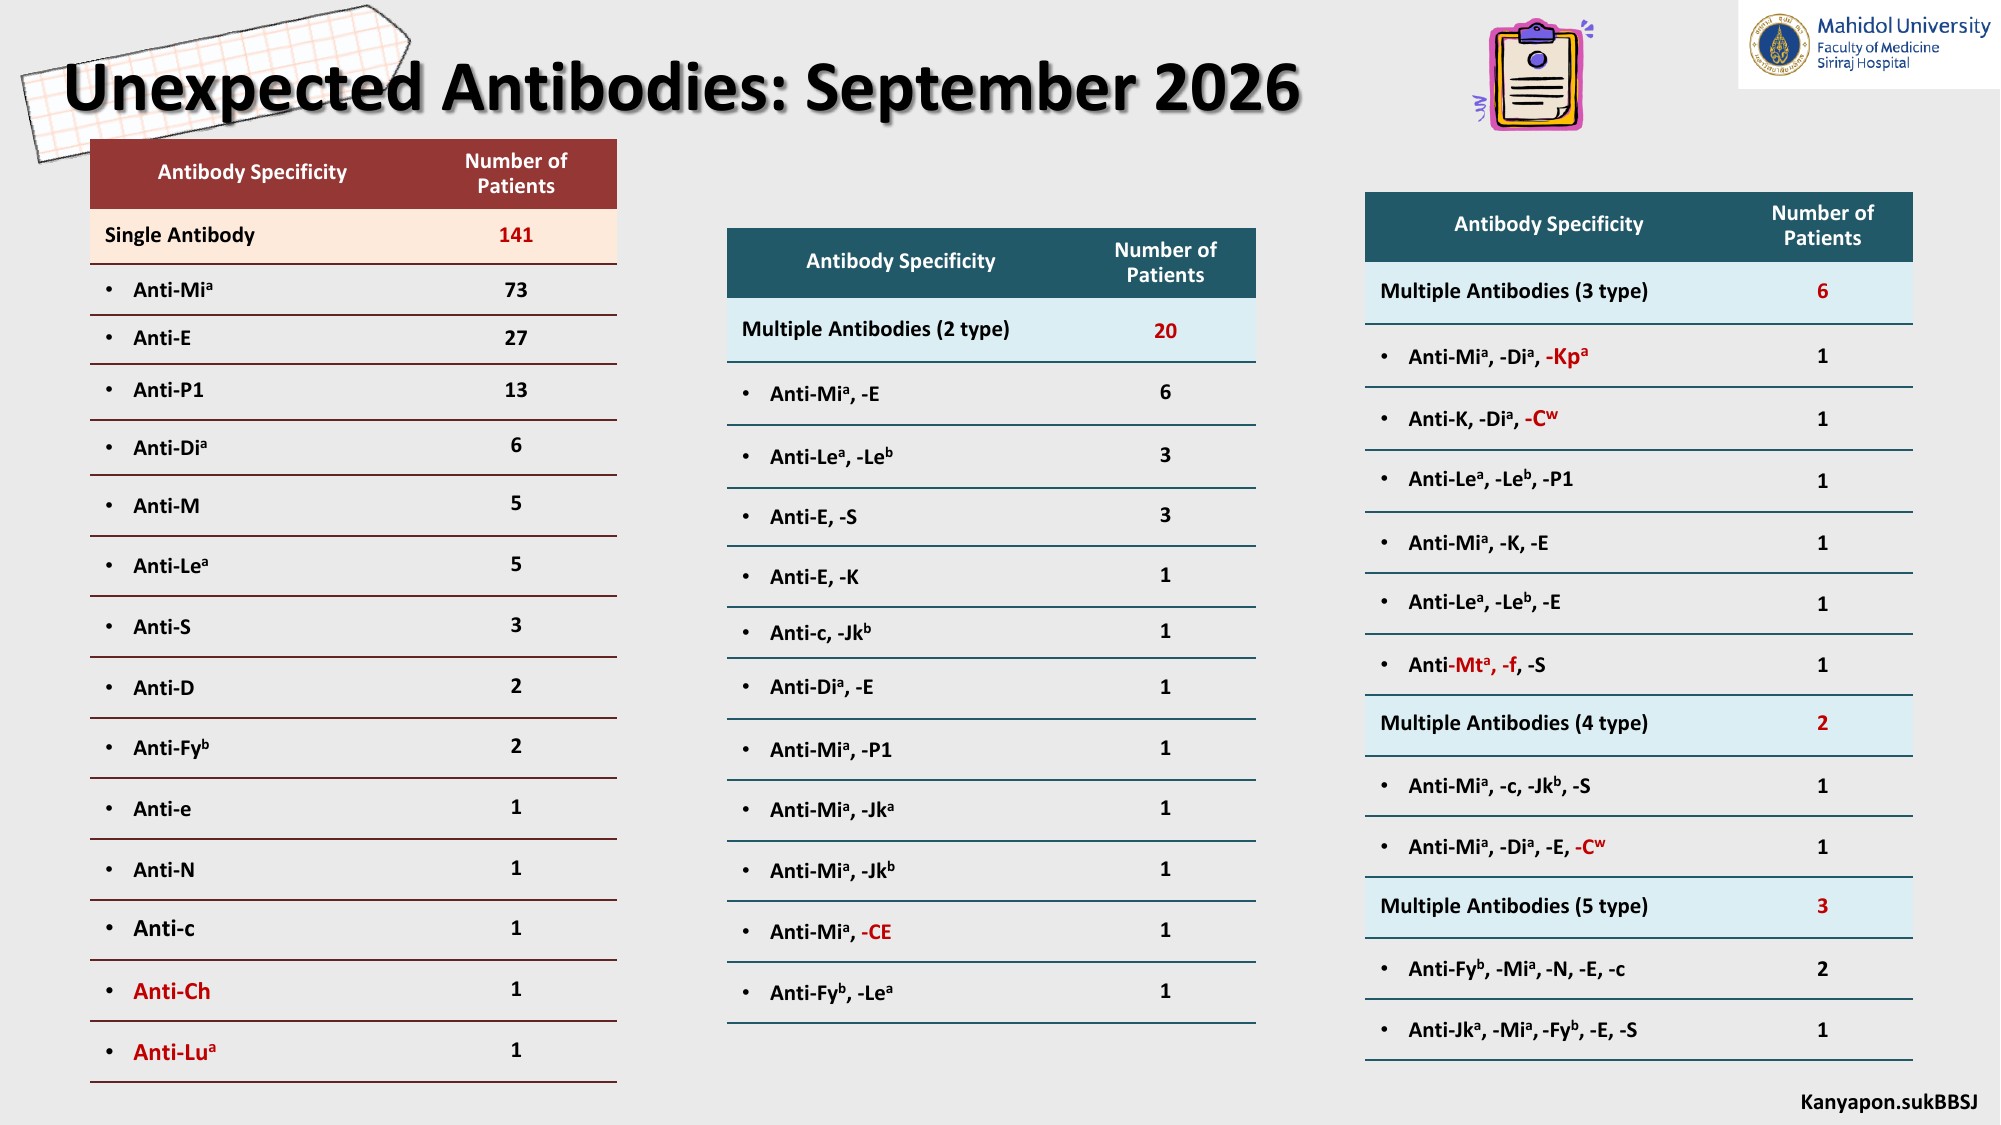 Unexpected Antibodies: September 2026
Mahidol University
Faculty of Medicine
Siriraj Hospital
Antibody Specificity Number of Patients
Single Antibody 141
• Anti-Miᵃ 73
• Anti-E 27
• Anti-P1 13
• Anti-Diᵃ 6
• Anti-M 5
• Anti-Leᵃ 5
• Anti-S 3
• Anti-D 2
• Anti-Fyᵇ 2
• Anti-e 1
• Anti-N 1
• Anti-c 1
• Anti-Ch 1
• Anti-Luᵃ 1
Antibody Specificity Number of Patients
Multiple Antibodies (2 type) 20
• Anti-Miᵃ, -E 6
• Anti-Leᵃ, -Leᵇ 3
• Anti-E, -S 3
• Anti-E, -K 1
• Anti-c, -Jkᵇ 1
• Anti-Diᵃ, -E 1
• Anti-Miᵃ, -P1 1
• Anti-Miᵃ, -Jkᵃ 1
• Anti-Miᵃ, -Jkᵇ 1
• Anti-Miᵃ, -CE 1
• Anti-Fyᵇ, -Leᵃ 1
Antibody Specificity Number of Patients
Multiple Antibodies (3 type) 6
• Anti-Miᵃ, -Diᵃ, -Kpᵃ 1
• Anti-K, -Diᵃ, -Cʷ 1
• Anti-Leᵃ, -Leᵇ, -P1 1
• Anti-Miᵃ, -K, -E 1
• Anti-Leᵃ, -Leᵇ, -E 1
• Anti-Mtᵃ, -f, -S 1
Multiple Antibodies (4 type) 2
• Anti-Miᵃ, -c, -Jkᵇ, -S 1
• Anti-Miᵃ, -Diᵃ, -E, -Cʷ 1
Multiple Antibodies (5 type) 3
• Anti-Fyᵇ, -Miᵃ, -N, -E, -c 2
• Anti-Jkᵃ, -Miᵃ, -Fyᵇ, -E, -S 1
Kanyapon.sukBBSJ